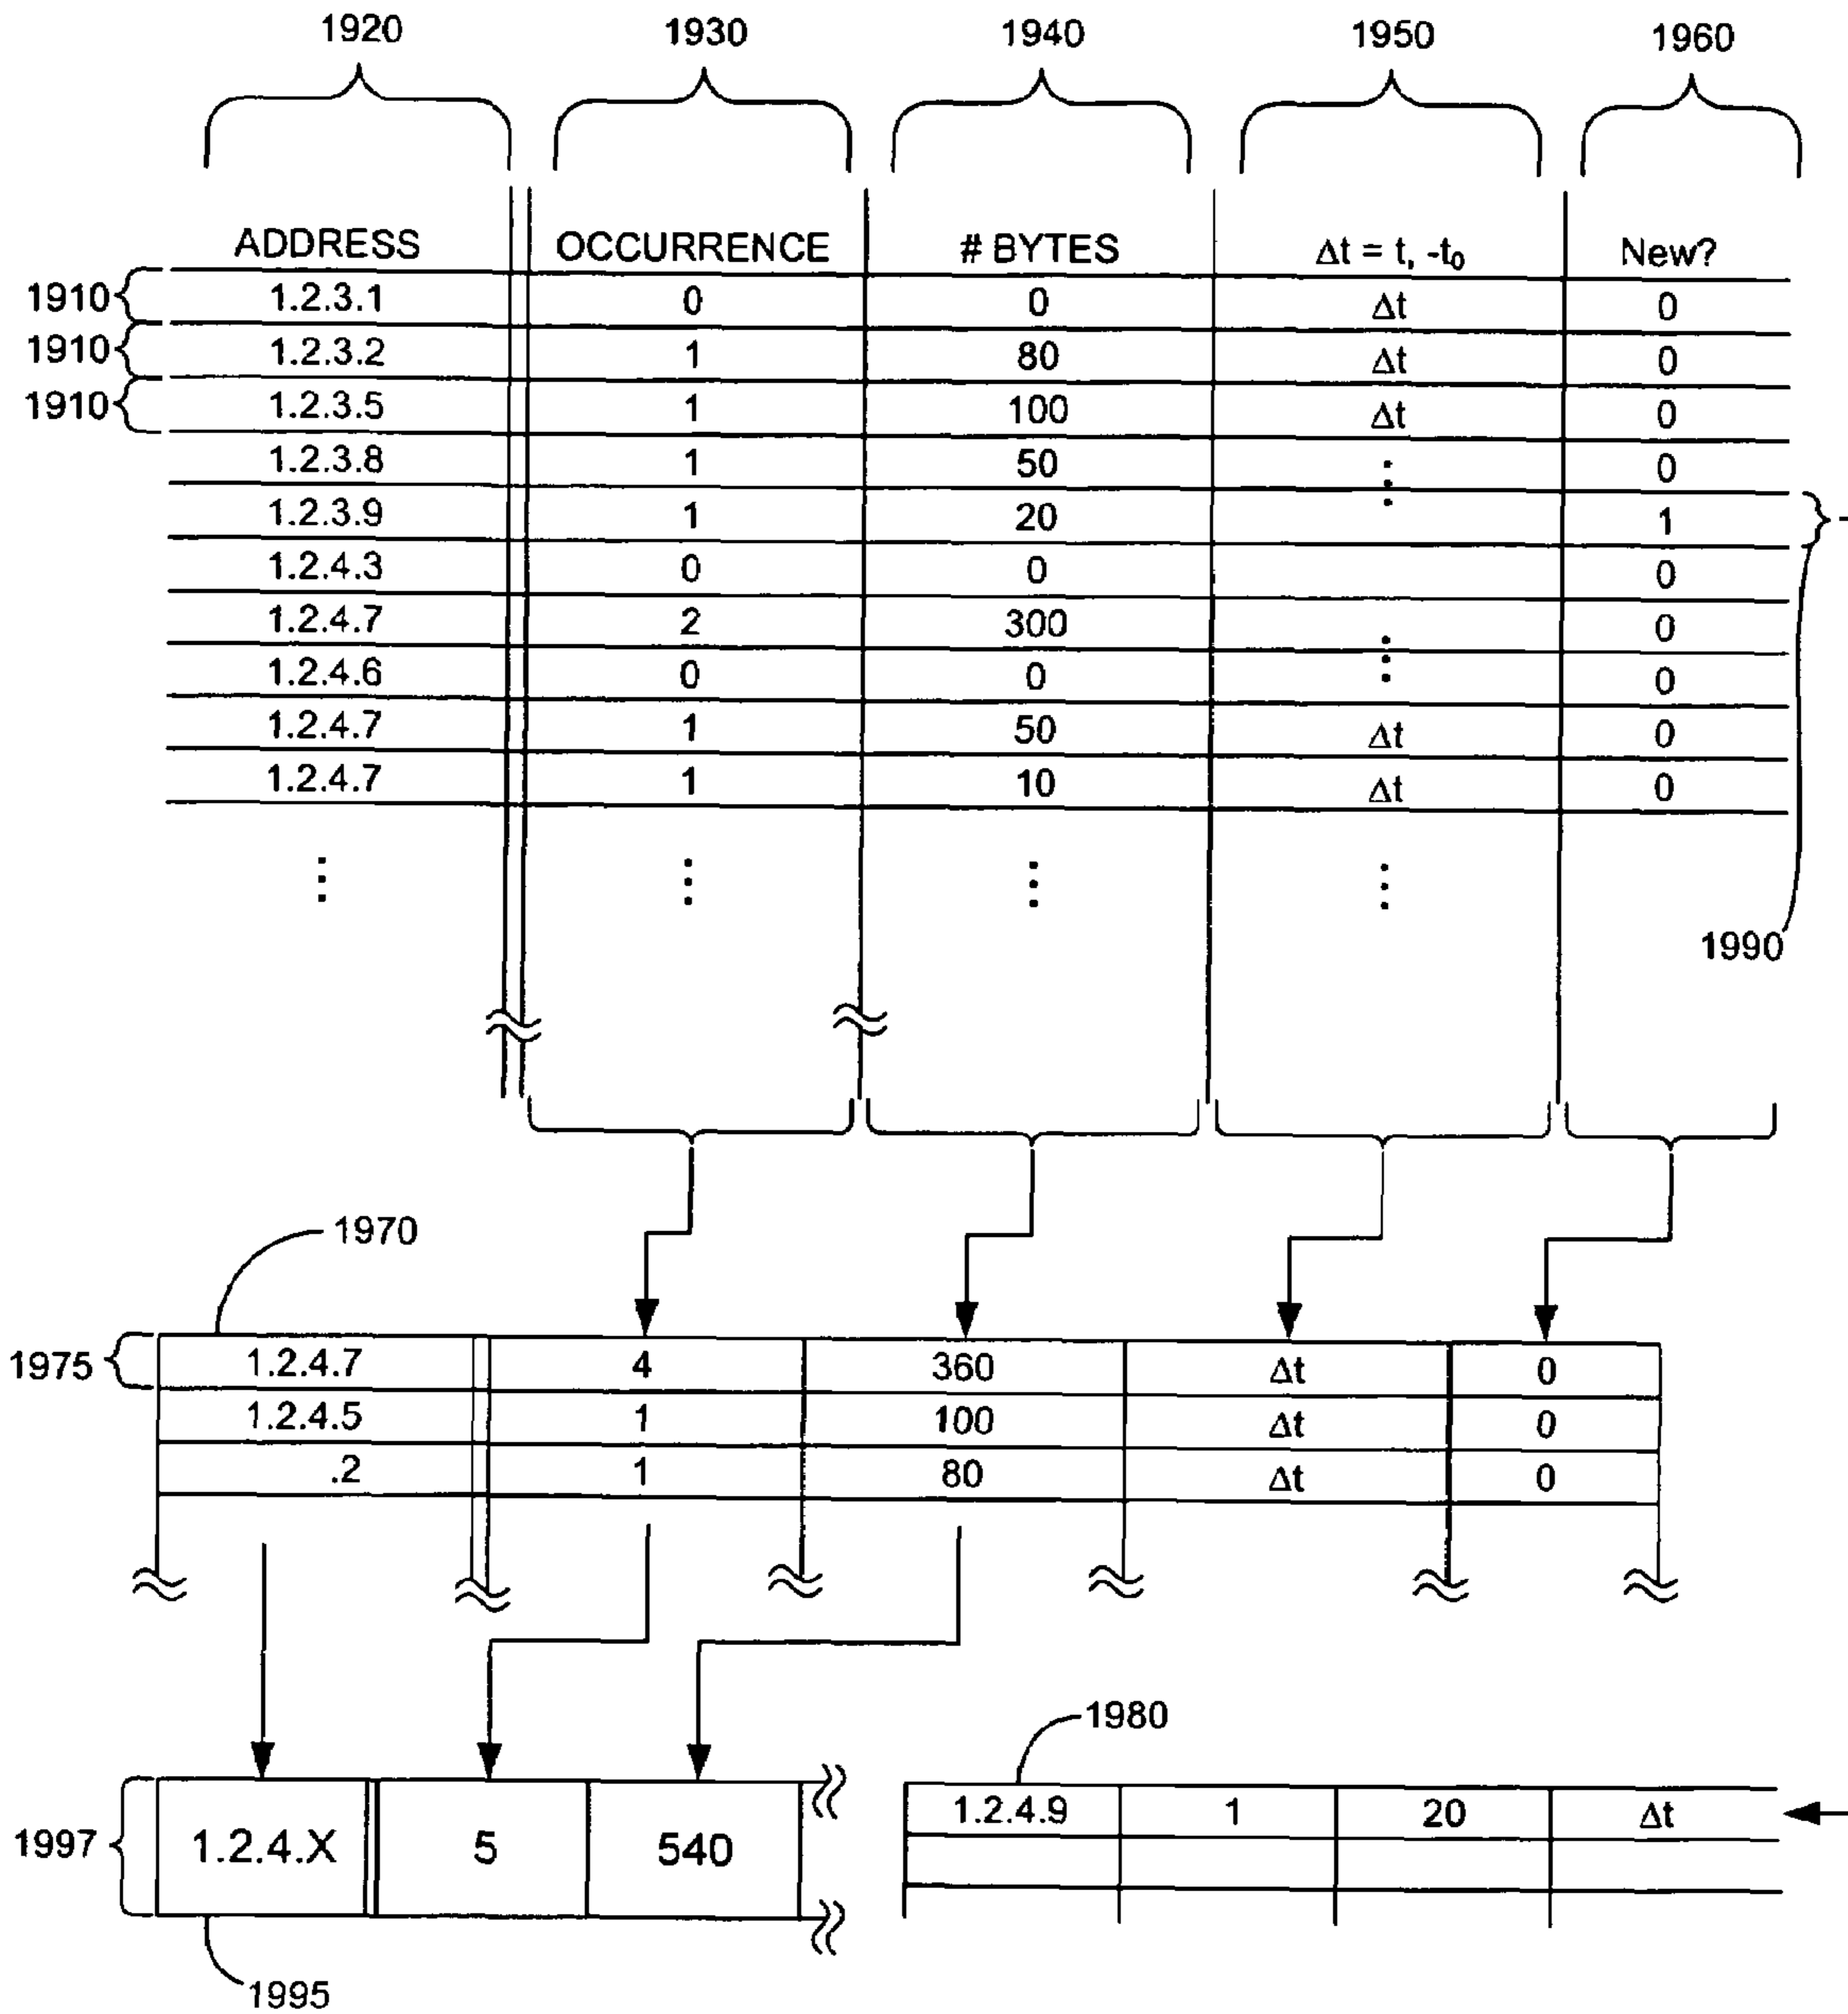 1920 1930 1940 1950 1960
ADDRESS OCCURRENCE # BYTES Δt = t, -t₀ New?
1910 1.2.3.1 0 0 Δt 0
1910 1.2.3.2 1 80 Δt 0
1910 1.2.3.5 1 100 Δt 0
1.2.3.8 1 50 ⋮ 0
1.2.3.9 1 20 1
1.2.4.3 0 0 0
1.2.4.7 2 300 ⋮ 0
1.2.4.6 0 0 0
1.2.4.7 1 50 Δt 0
1.2.4.7 1 10 Δt 0
⋮ ⋮ ⋮ ⋮
1990
1970
1975 1.2.4.7 4 360 Δt 0
1.2.4.5 1 100 Δt 0
.2 1 80 Δt 0
1980
1997 1.2.4.X 5 540
1.2.4.9 1 20 Δt
1995